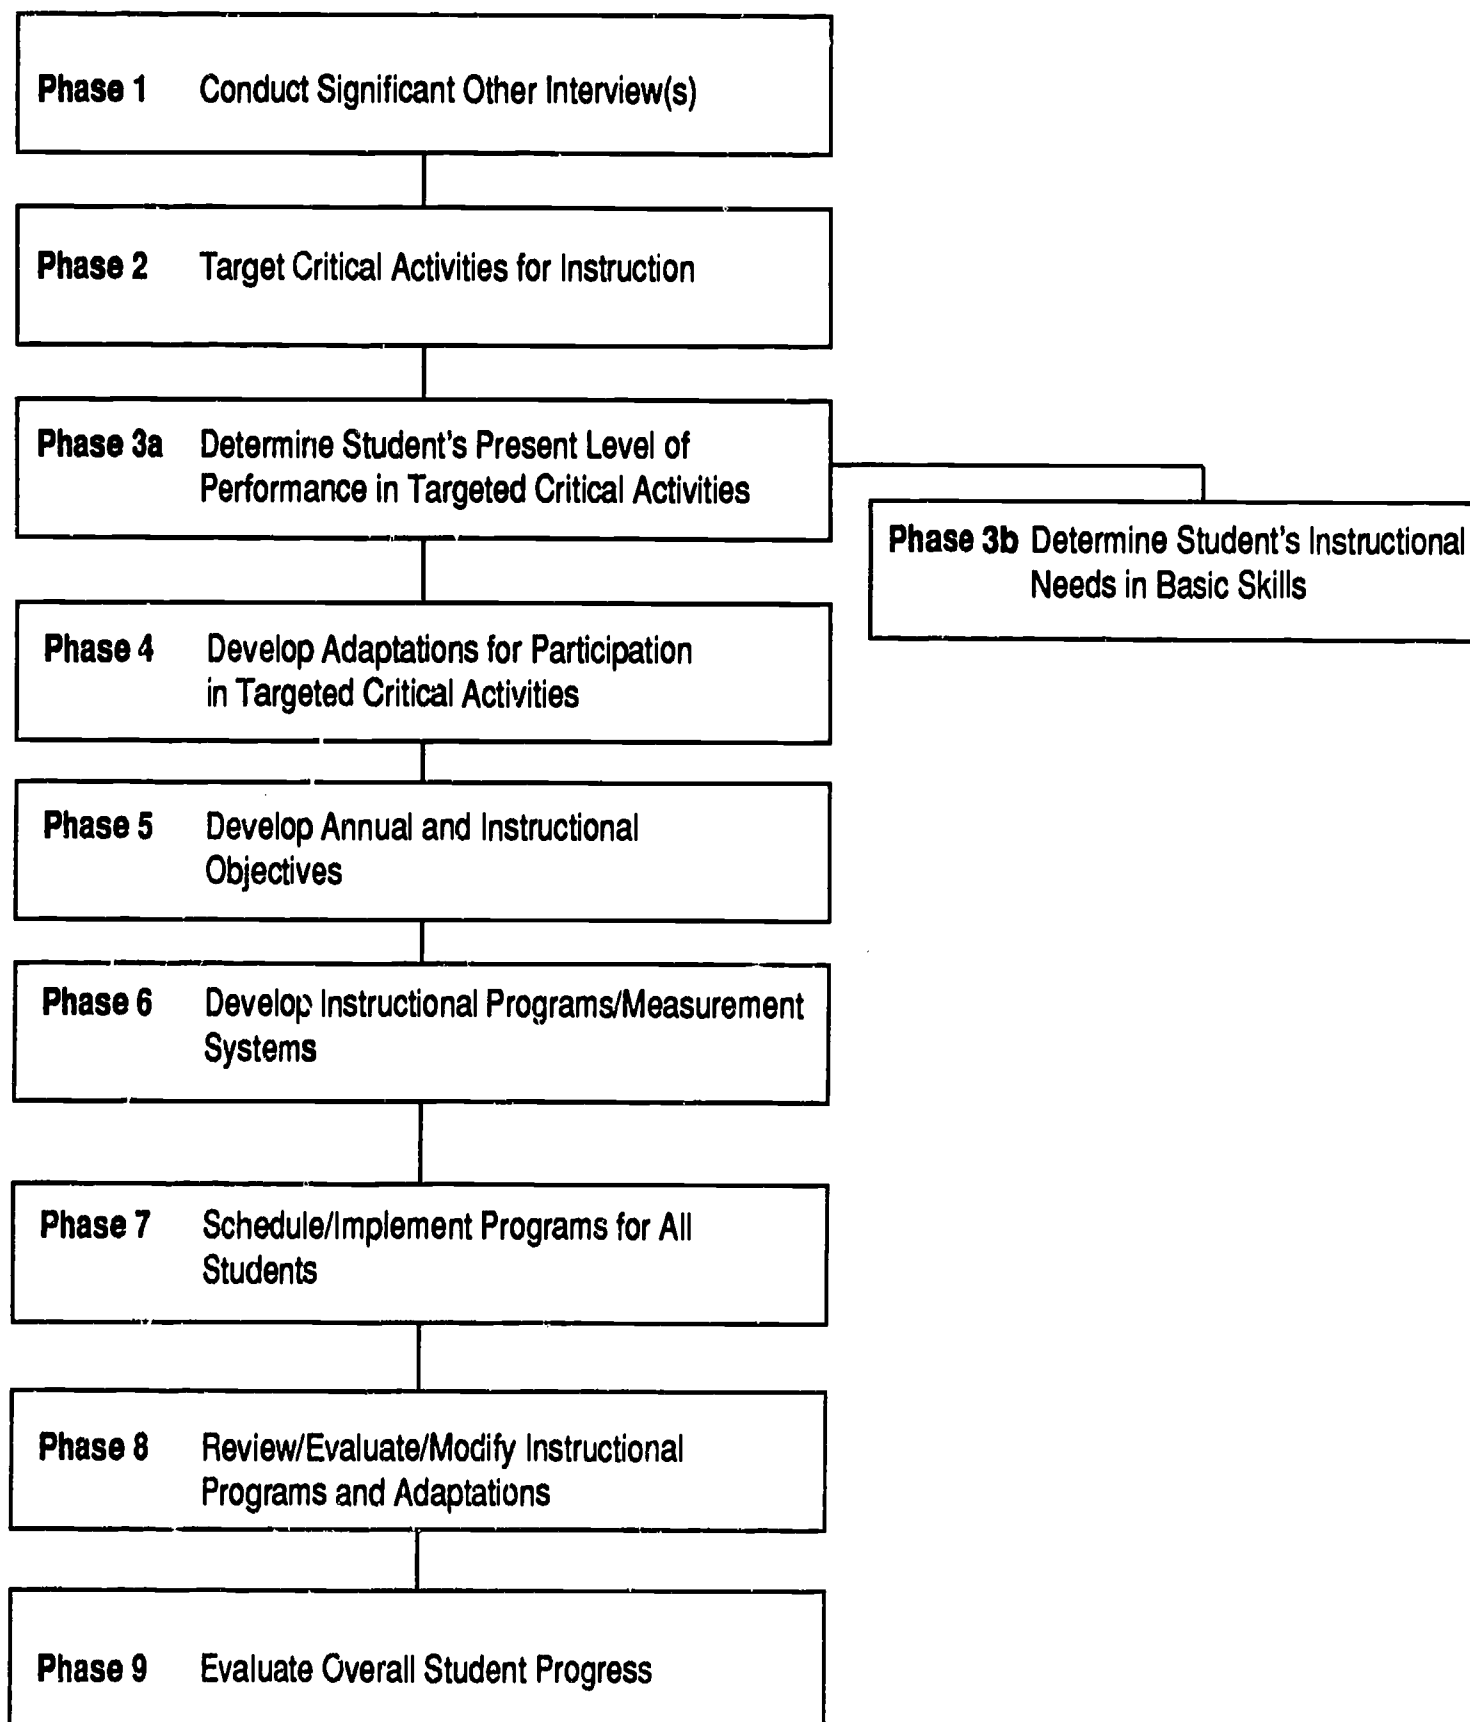 Phase 1 Conduct Significant Other Interview(s)
Phase 2 Target Critical Activities for Instruction
Phase 3a Determine Student's Present Level of
Performance in Targeted Critical Activities
Phase 3b Determine Student's Instructional
Needs in Basic Skills
Phase 4 Develop Adaptations for Participation
in Targeted Critical Activities
Phase 5 Develop Annual and Instructional
Objectives
Phase 6 Develop Instructional Programs/Measurement
Systems
Phase 7 Schedule/Implement Programs for All
Students
Phase 8 Review/Evaluate/Modify Instructional
Programs and Adaptations
Phase 9 Evaluate Overall Student Progress